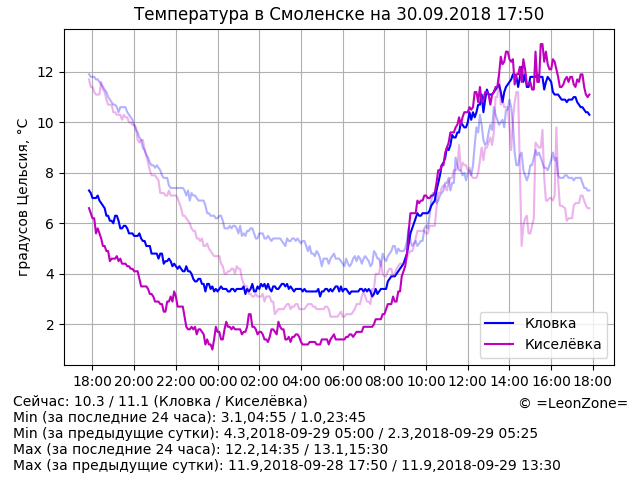 Температура в Смоленске на 30.09.2018 17:50
градусов Цельсия, °C
12
10
8
6
4
2
Кловка
Киселёвка
18:00 20:00 22:00 00:00 02:00 04:00 06:00 08:00 10:00 12:00 14:00 16:00 18:00
Сейчас: 10.3 / 11.1 (Кловка / Киселёвка)
© =LeonZone=
Min (за последние 24 часа): 3.1,04:55 / 1.0,23:45
Min (за предыдущие сутки): 4.3,2018-09-29 05:00 / 2.3,2018-09-29 05:25
Max (за последние 24 часа): 12.2,14:35 / 13.1,15:30
Max (за предыдущие сутки): 11.9,2018-09-28 17:50 / 11.9,2018-09-29 13:30